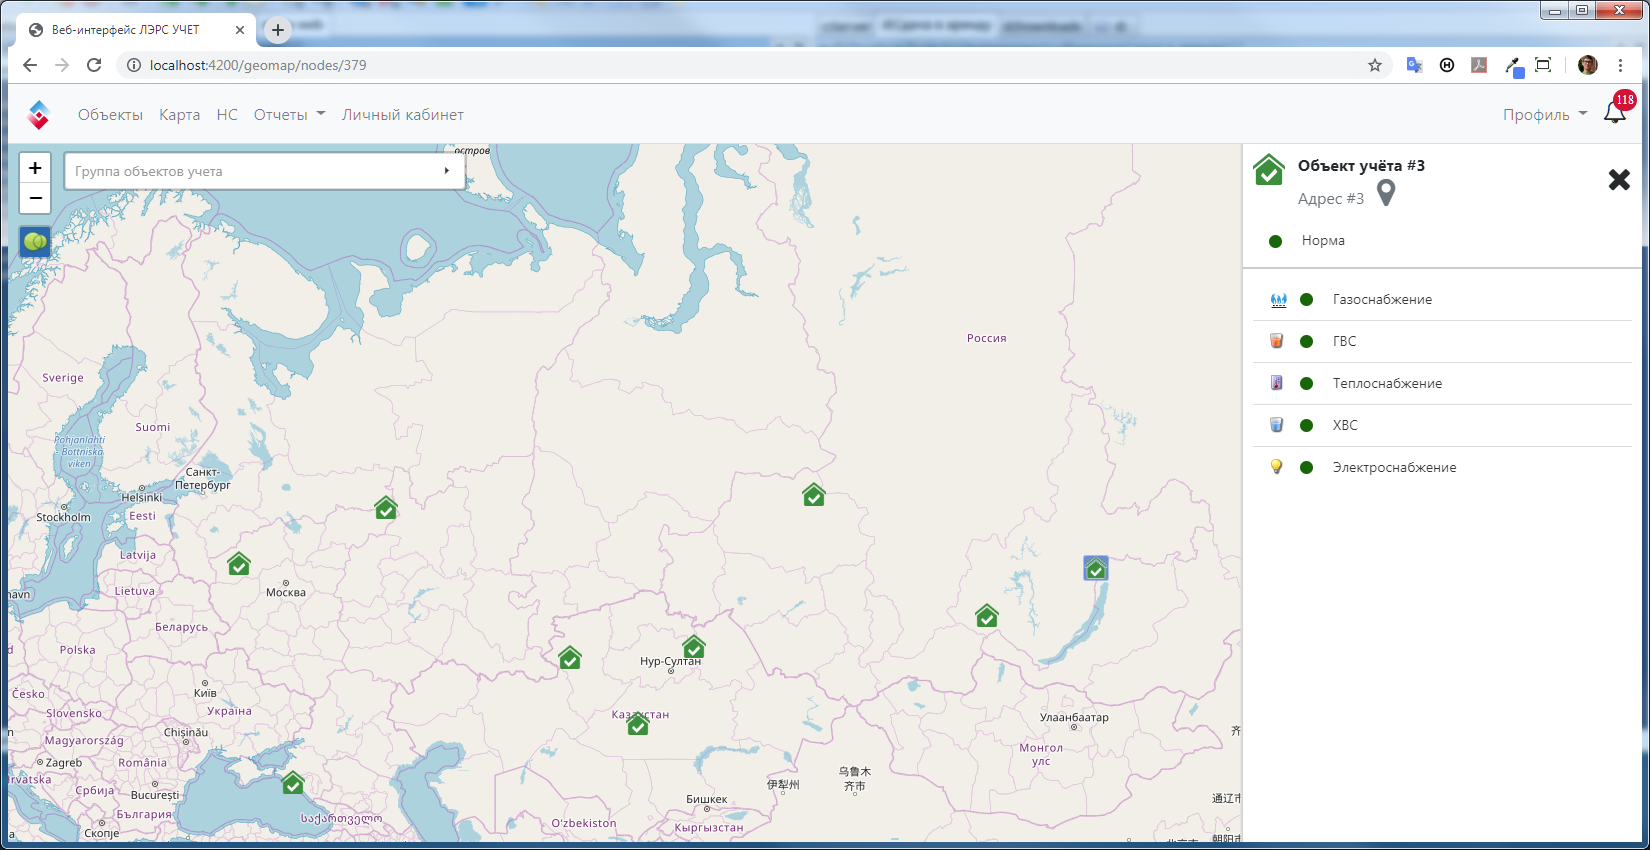 Веб-интерфейс ЛЭРС УЧЕТ
localhost:4200/geomap/nodes/379
Объекты Карта НС Отчеты Личный кабинет Профиль 118
Группа объектов учета
остров
Объект учёта #3
Адрес #3
Норма
Газоснабжение
ГВС
Теплоснабжение
ХВС
Электроснабжение
Россия
Sverige
Suomi
Pohjanlahti
- Bottniska
viken
Санкт-
Петербург
Helsinki
Stockholm
Eesti
Latvija
Москва
Lietuva
Беларусь
Polska
Нур-Султан
Česko
Київ
Slovensko
Україна
Казахстан
Улаанбаатар
Chișinău
Magyarország
Монгол
улс
Zagreb
România
乌鲁木
齐市
伊犁州
Србија
București
Бишкек
通辽市
България
საქართველო
O'zbekiston
Кыргызстан
Скопје